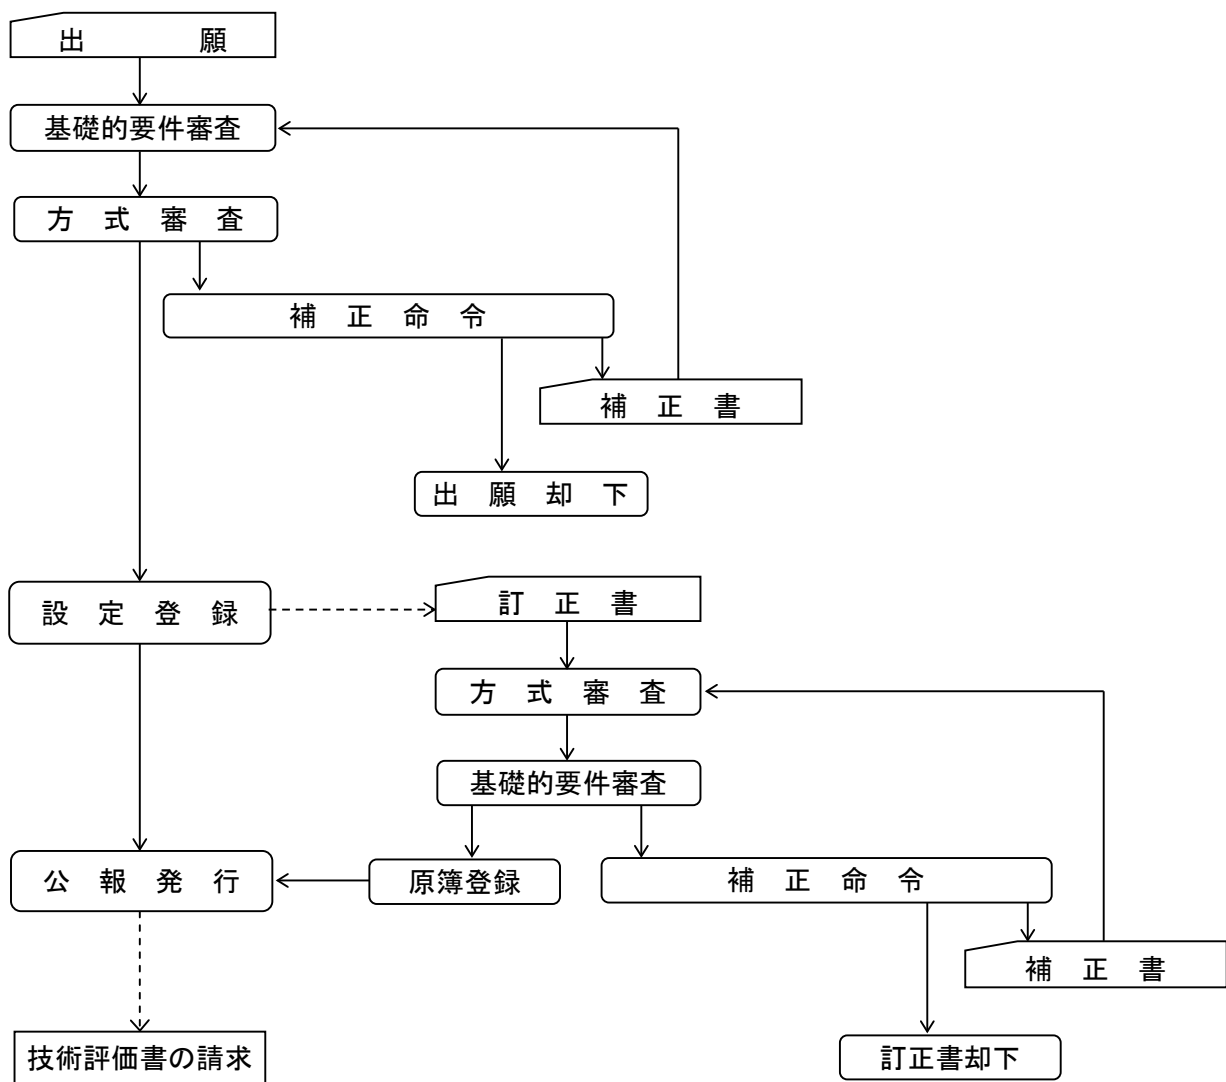 出　願
基礎的要件審査
方　式　審　査
補　正　命　令
補　正　書
出　願　却　下
設　定　登　録
訂　正　書
方　式　審　査
基礎的要件審査
公　報　発　行
原簿登録
補　正　命　令
補　正　書
技術評価書の請求
訂正書却下